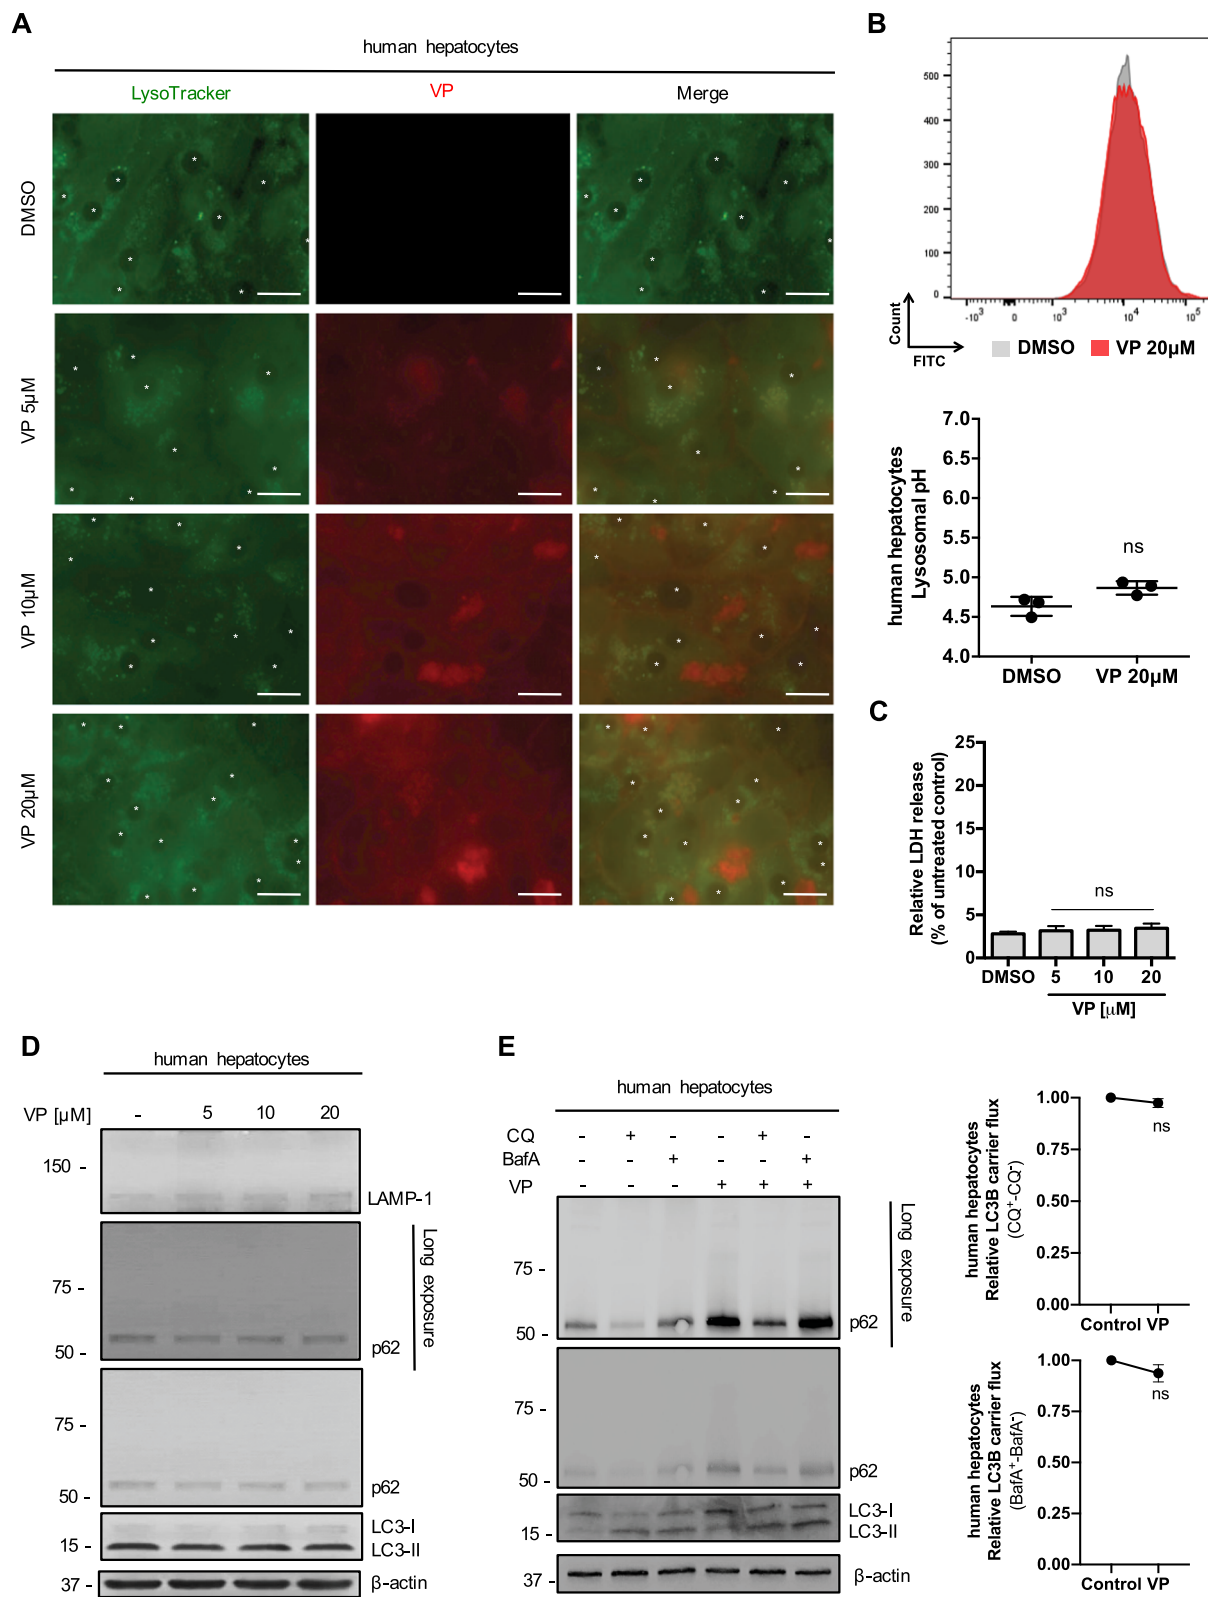 A
human hepatocytes
LysoTracker VP Merge
DMSO
VP 5µM
VP 10µM
VP 20µM
B
500
400
300
200
100
0
-10³ 0 10³ 10⁴ 10⁵
Count
FITC
DMSO VP 20µM
human hepatocytes
Lysosomal pH
7.0
6.5
6.0
5.5
5.0
4.5
4.0
ns
DMSO VP 20µM
C
Relative LDH release
(% of untreated control)
25
20
15
10
5
0
ns
DMSO 5 10 20
VP [µM]
D
human hepatocytes
VP [µM] - 5 10 20
150 -
LAMP-1
75 -
50 -
p62
Long exposure
75 -
50 -
p62
LC3-I
15 -
LC3-II
37 -
β-actin
E
human hepatocytes
CQ - + - - + -
BafA - - + - - +
VP - - - + + +
75 -
50 -
p62
Long exposure
75 -
50 -
p62
LC3-I
15 -
LC3-II
37 -
β-actin
human hepatocytes
Relative LC3B carrier flux
(CQ⁺-CQ⁻)
1.00
0.75
0.50
0.25
0.00
ns
Control VP
human hepatocytes
Relative LC3B carrier flux
(BafA⁺-BafA⁻)
1.00
0.75
0.50
0.25
0.00
ns
Control VP